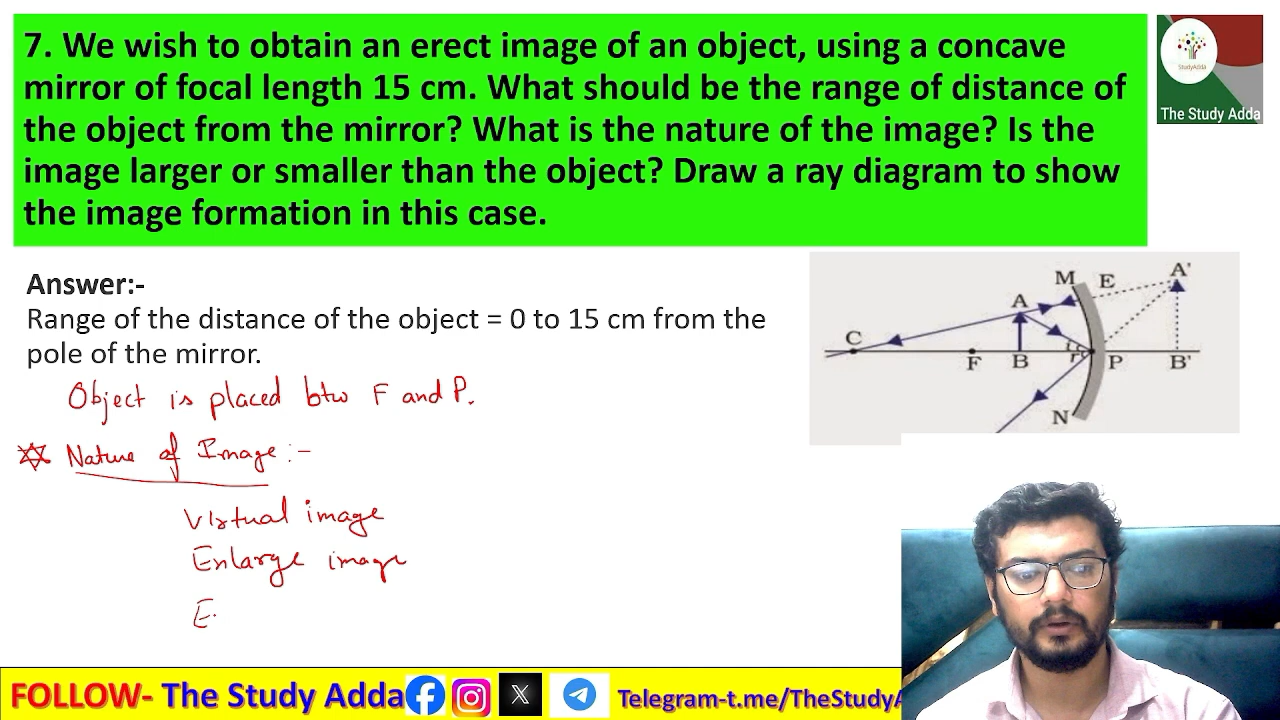 7. We wish to obtain an erect image of an object, using a concave
mirror of focal length 15 cm. What should be the range of distance of
the object from the mirror? What is the nature of the image? Is the
image larger or smaller than the object? Draw a ray diagram to show
the image formation in this case.
StudyAdda
The Study Adda
Answer:-
Range of the distance of the object = 0 to 15 cm from the
pole of the mirror.
Object is placed btw F and P.
Nature of Image :-
Virtual image
Enlarge image
E
M E A'
A
C F B i r P B'
N
FOLLOW- The Study Adda
Telegram-t.me/TheStudyA